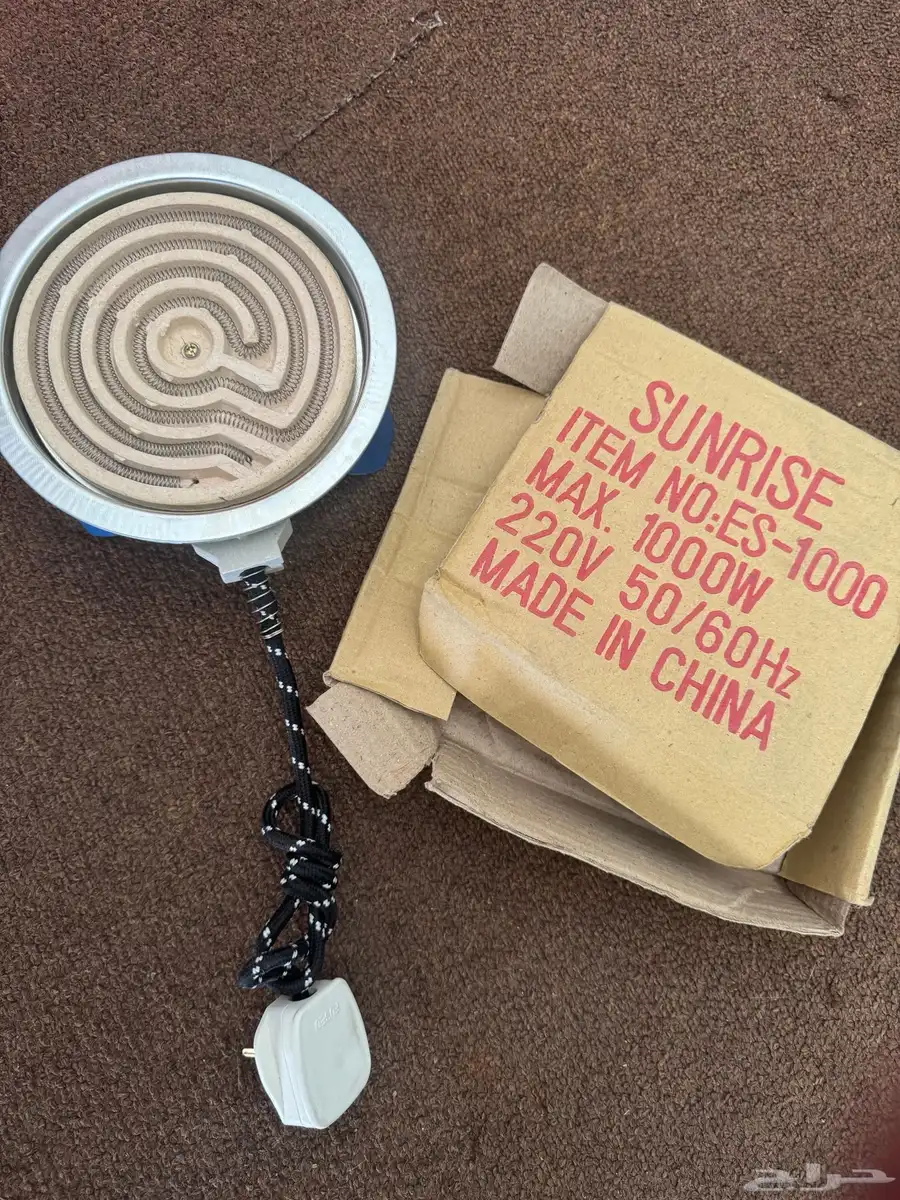 SUNRISE
ITEM NO:ES-1000
MAX. 1000W
220V 50/60Hz
MADE IN CHINA
حراج